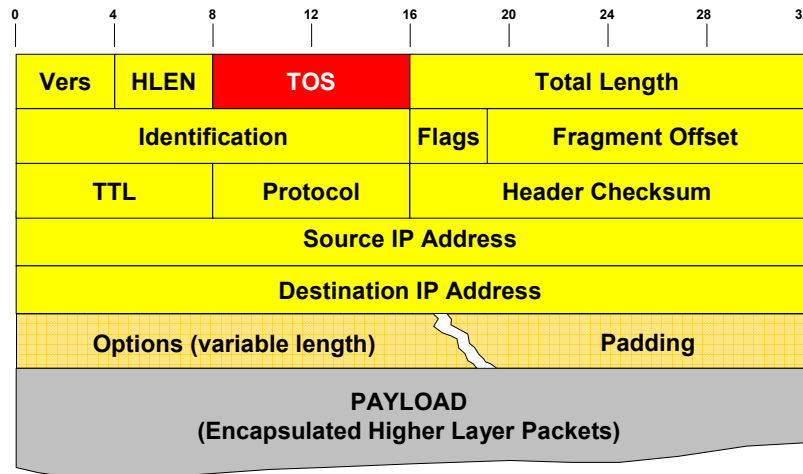 0 4 8 12 16 20 24 28 3
Vers HLEN TOS Total Length
Identification Flags Fragment Offset
TTL Protocol Header Checksum
Source IP Address
Destination IP Address
Options (variable length) Padding
PAYLOAD
(Encapsulated Higher Layer Packets)